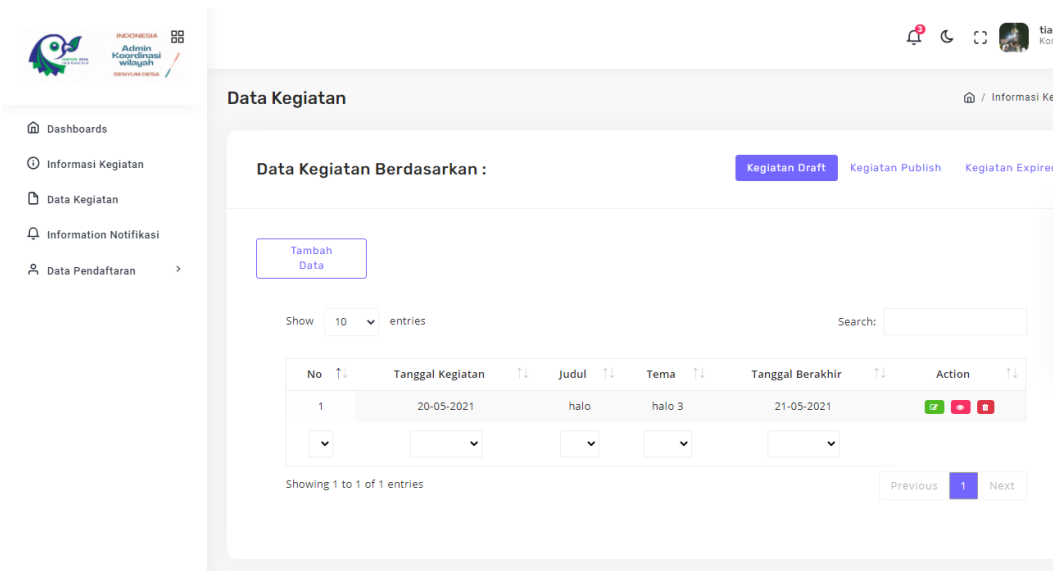 INDONESIA
Admin
Koordinasi
wilayah
SENYUM DESA
3
tia
Kor
Dashboards
Informasi Kegiatan
Data Kegiatan
Information Notifikasi
Data Pendaftaran
Data Kegiatan
/ Informasi Ke
Data Kegiatan Berdasarkan :
Kegiatan Draft Kegiatan Publish Kegiatan Expired
Tambah
Data
Show 10 entries
Search:
No Tanggal Kegiatan Judul Tema Tanggal Berakhir Action
1 20-05-2021 halo halo 3 21-05-2021
Showing 1 to 1 of 1 entries
Previous 1 Next